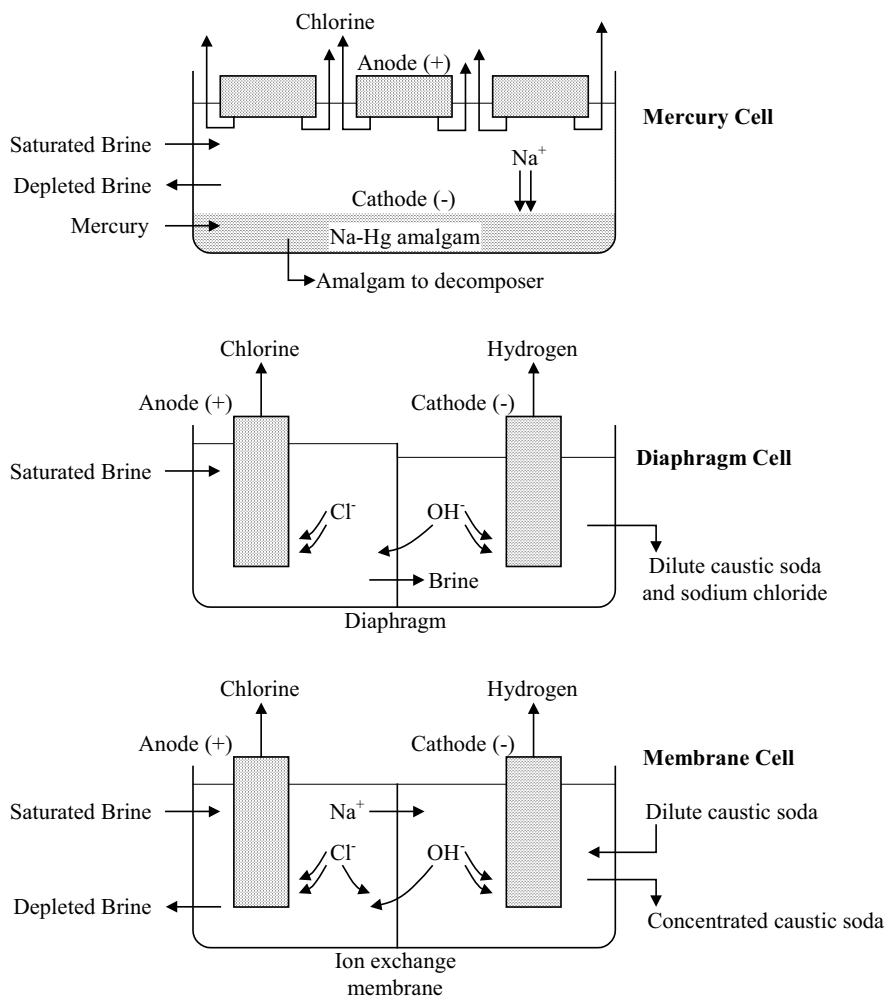 Chlorine
Anode (+)
Mercury Cell
Saturated Brine
Na+
Depleted Brine
Cathode (-)
Mercury
Na-Hg amalgam
Amalgam to decomposer
Chlorine
Hydrogen
Anode (+)
Cathode (-)
Diaphragm Cell
Saturated Brine
Cl-
OH-
Dilute caustic soda
and sodium chloride
Brine
Diaphragm
Chlorine
Hydrogen
Anode (+)
Cathode (-)
Membrane Cell
Saturated Brine
Na+
Dilute caustic soda
Cl-
OH-
Depleted Brine
Concentrated caustic soda
Ion exchange
membrane